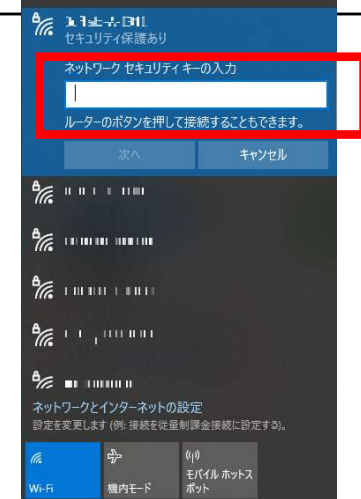 セキュリティ保護あり
ネットワーク セキュリティ キーの入力
ルーターのボタンを押して接続することもできます。
次へ
キャンセル
ネットワークとインターネットの設定
設定を変更します (例: 接続を従量制課金接続に設定する)。
Wi-Fi
機内モード
モバイル ホットス
ポット